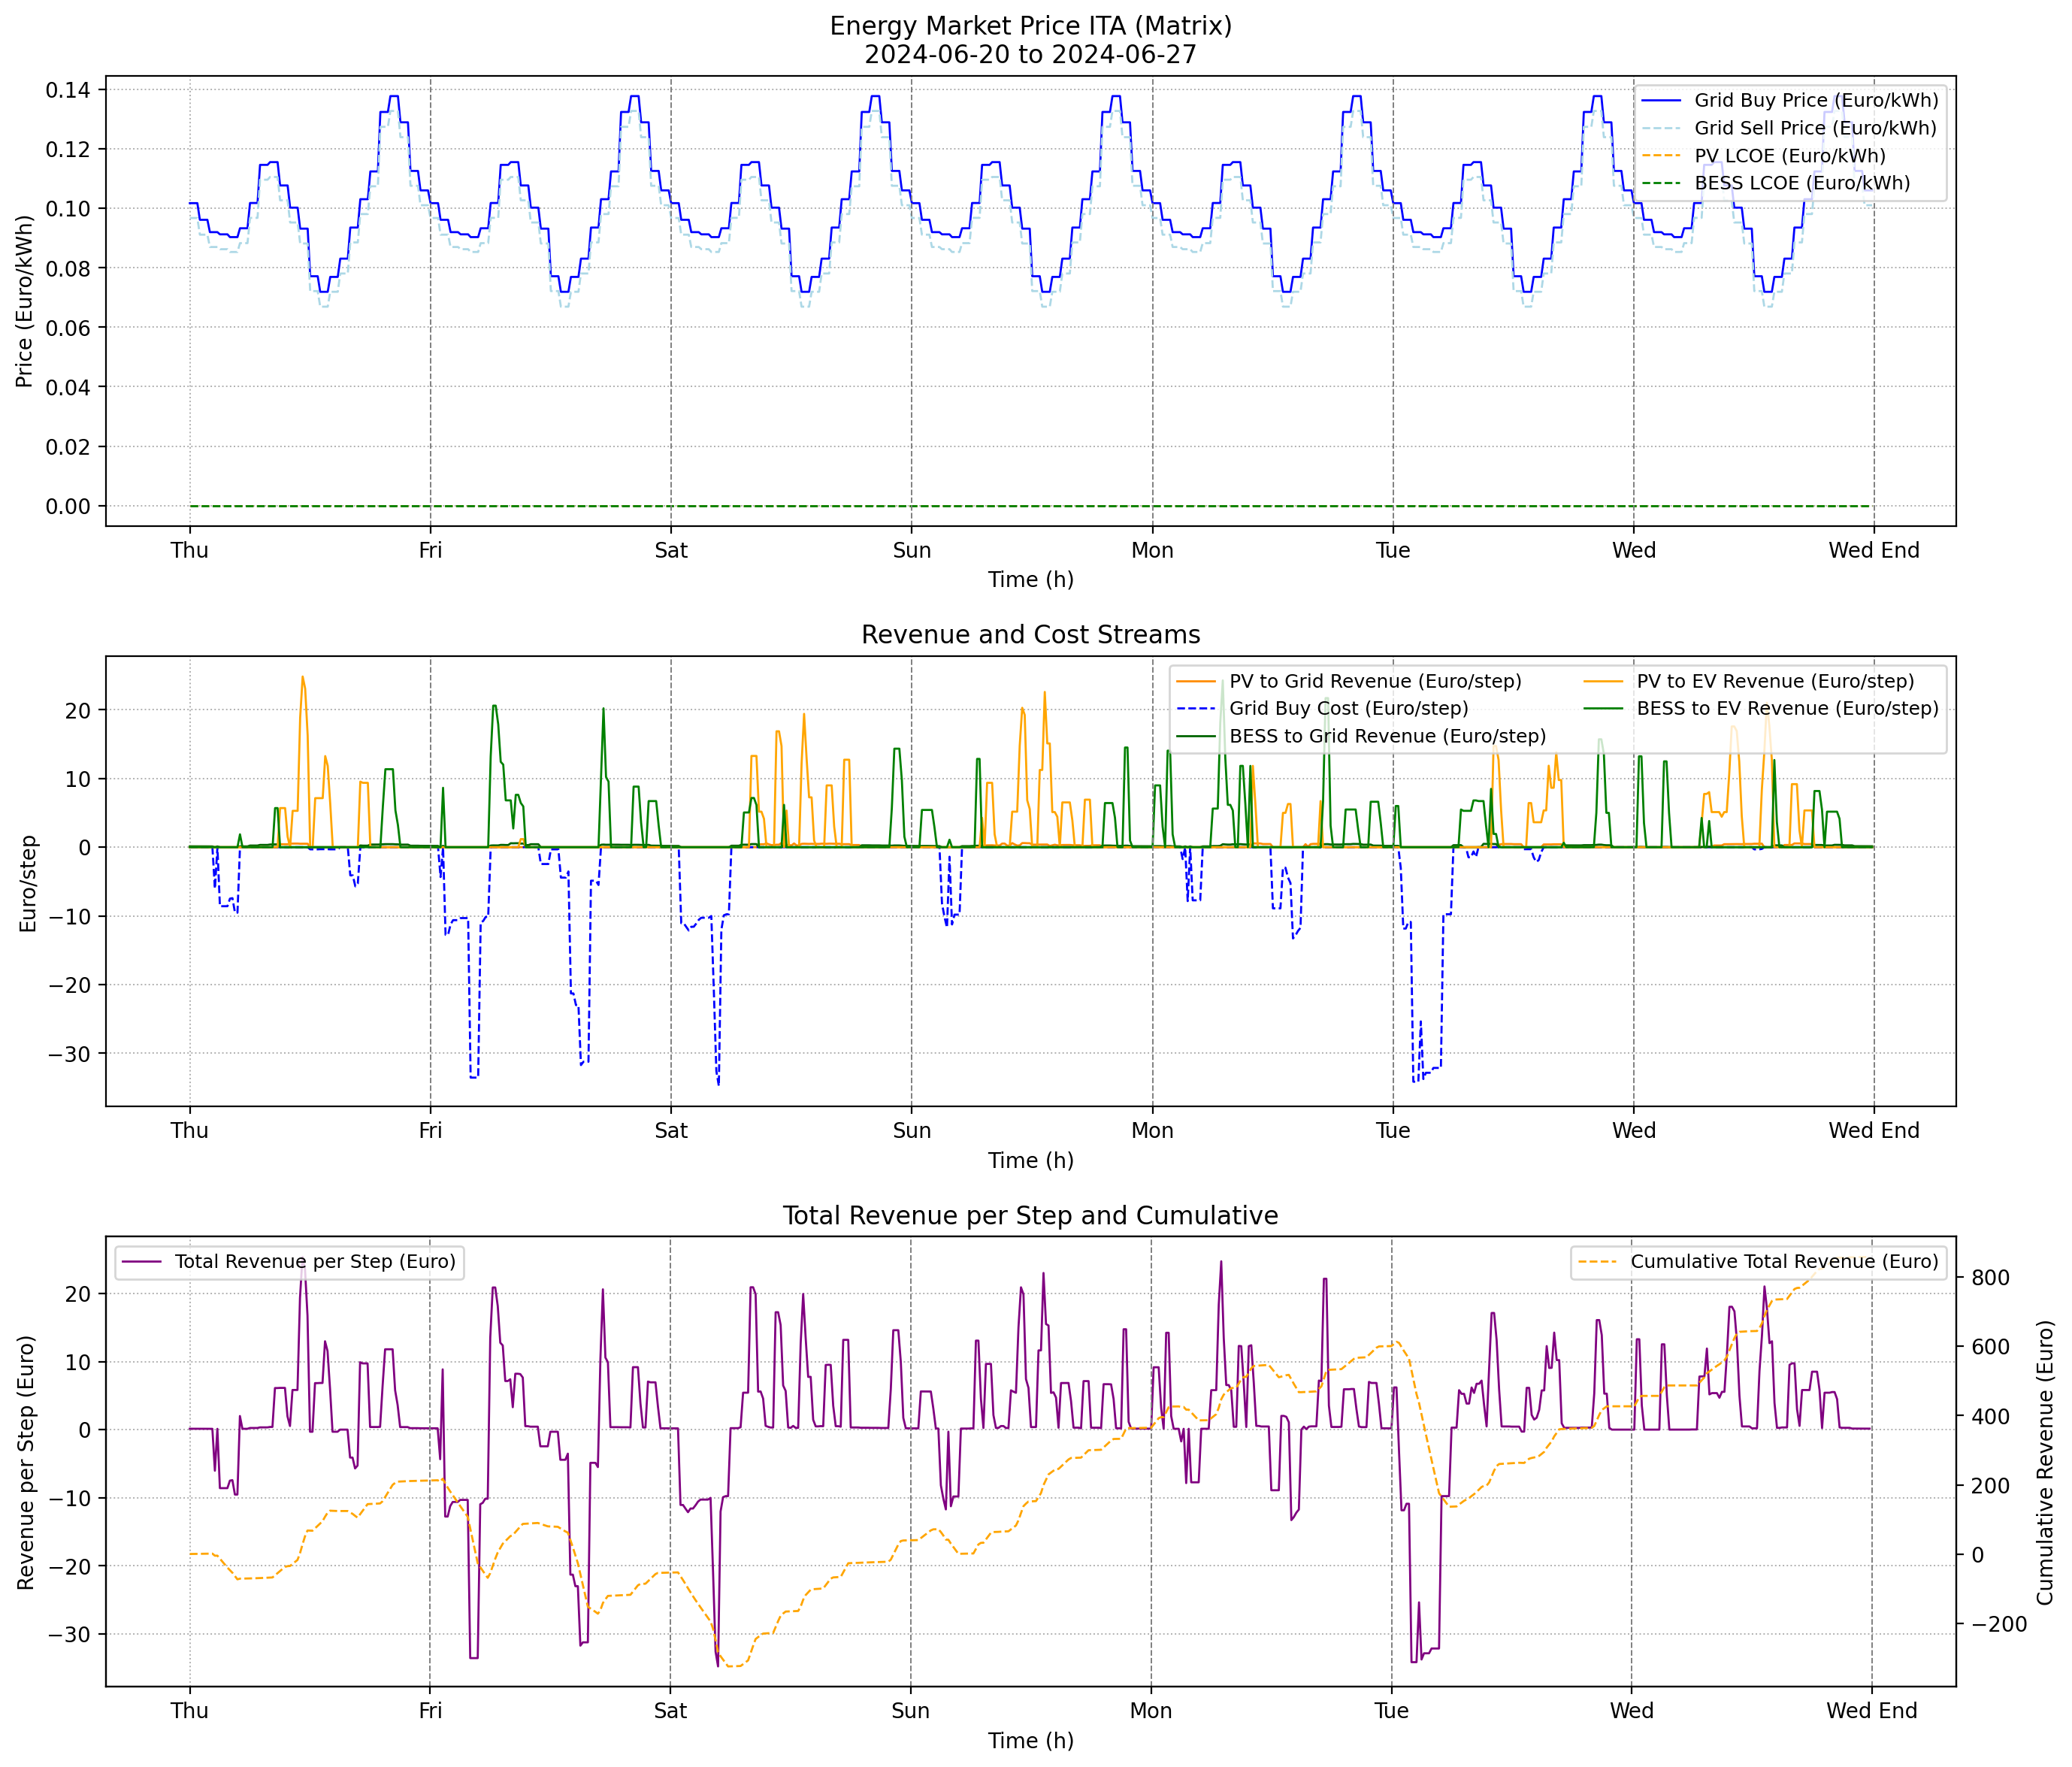 Energy Market Price ITA (Matrix)
2024-06-20 to 2024-06-27
Price (Euro/kWh)
0.14
0.12
0.10
0.08
0.06
0.04
0.02
0.00
Grid Buy Price (Euro/kWh)
Grid Sell Price (Euro/kWh)
PV LCOE (Euro/kWh)
BESS LCOE (Euro/kWh)
Thu Fri Sat Sun Mon Tue Wed Wed End
Time (h)
Revenue and Cost Streams
Euro/step
20
10
0
−10
−20
−30
PV to Grid Revenue (Euro/step)
Grid Buy Cost (Euro/step)
BESS to Grid Revenue (Euro/step)
PV to EV Revenue (Euro/step)
BESS to EV Revenue (Euro/step)
Thu Fri Sat Sun Mon Tue Wed Wed End
Time (h)
Total Revenue per Step and Cumulative
Revenue per Step (Euro)
20
10
0
−10
−20
−30
Total Revenue per Step (Euro)
Cumulative Total Revenue (Euro)
800
600
400
200
0
−200
Cumulative Revenue (Euro)
Thu Fri Sat Sun Mon Tue Wed Wed End
Time (h)